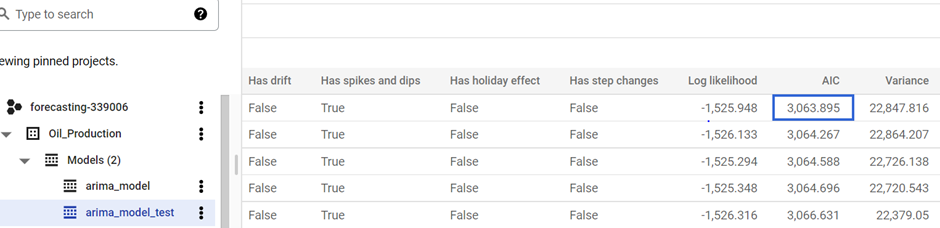 Type to search
ewing pinned projects.
forecasting-339006
Oil_Production
Models (2)
arima_model
arima_model_test
Has drift Has spikes and dips Has holiday effect Has step changes Log likelihood AIC Variance
False True False False -1,525.948 3,063.895 22,847.816
False True False False -1,526.133 3,064.267 22,864.207
False True False False -1,525.294 3,064.588 22,726.138
False True False False -1,525.348 3,064.696 22,720.543
False True False False -1,526.316 3,066.631 22,379.05